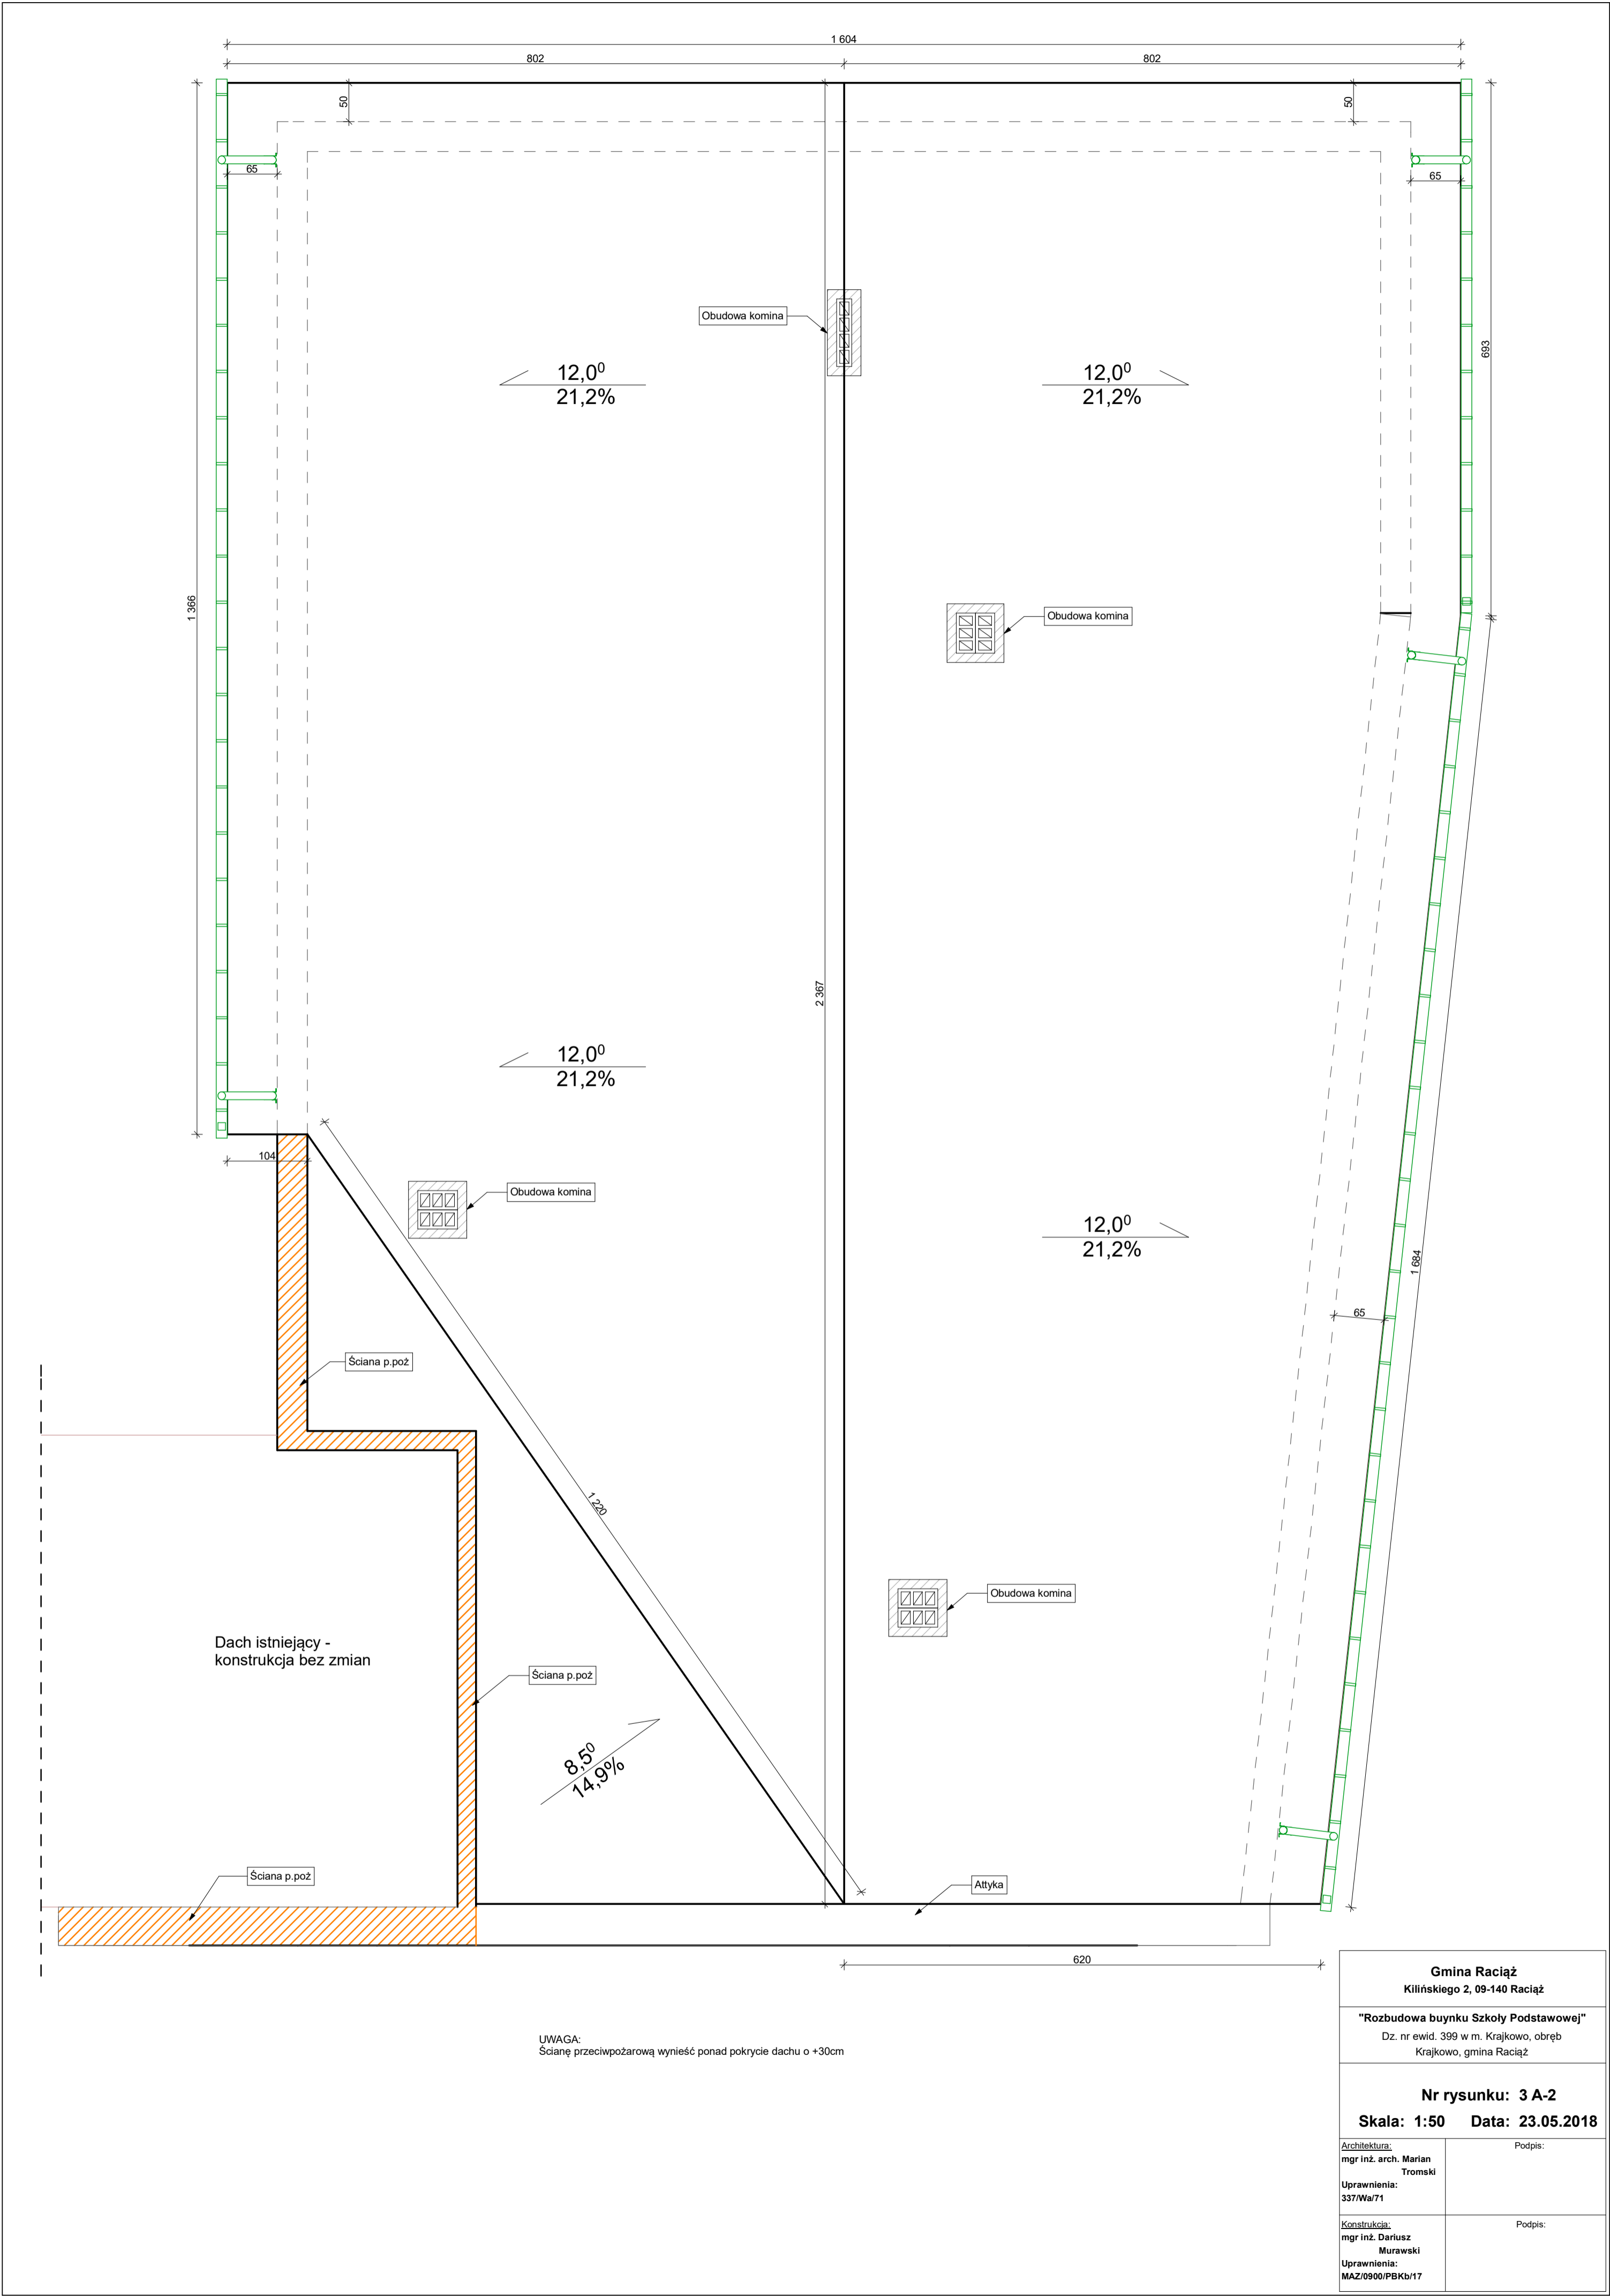 1 604
802
802
50
50
65
65
Obudowa komina
12,0⁰
21,2%
12,0⁰
21,2%
693
1 366
Obudowa komina
2 367
12,0⁰
21,2%
104
Obudowa komina
12,0⁰
21,2%
1 684
65
Ściana p.poż
1 220
Obudowa komina
Dach istniejący -
konstrukcja bez zmian
Ściana p.poż
8,5⁰
14,9%
Ściana p.poż
Attyka
620
UWAGA:
Ścianę przeciwpożarową wynieść ponad pokrycie dachu o +30cm
Gmina Raciąż
Kilińskiego 2, 09-140 Raciąż
"Rozbudowa buynku Szkoły Podstawowej"
Dz. nr ewid. 399 w m. Krajkowo, obręb
Krajkowo, gmina Raciąż
Nr rysunku: 3 A-2
Skala: 1:50 Data: 23.05.2018
Architektura:
mgr inż. arch. Marian
Tromski
Uprawnienia:
337/Wa/71
Podpis:
Konstrukcja:
mgr inż. Dariusz
Murawski
Uprawnienia:
MAZ/0900/PBKb/17
Podpis: